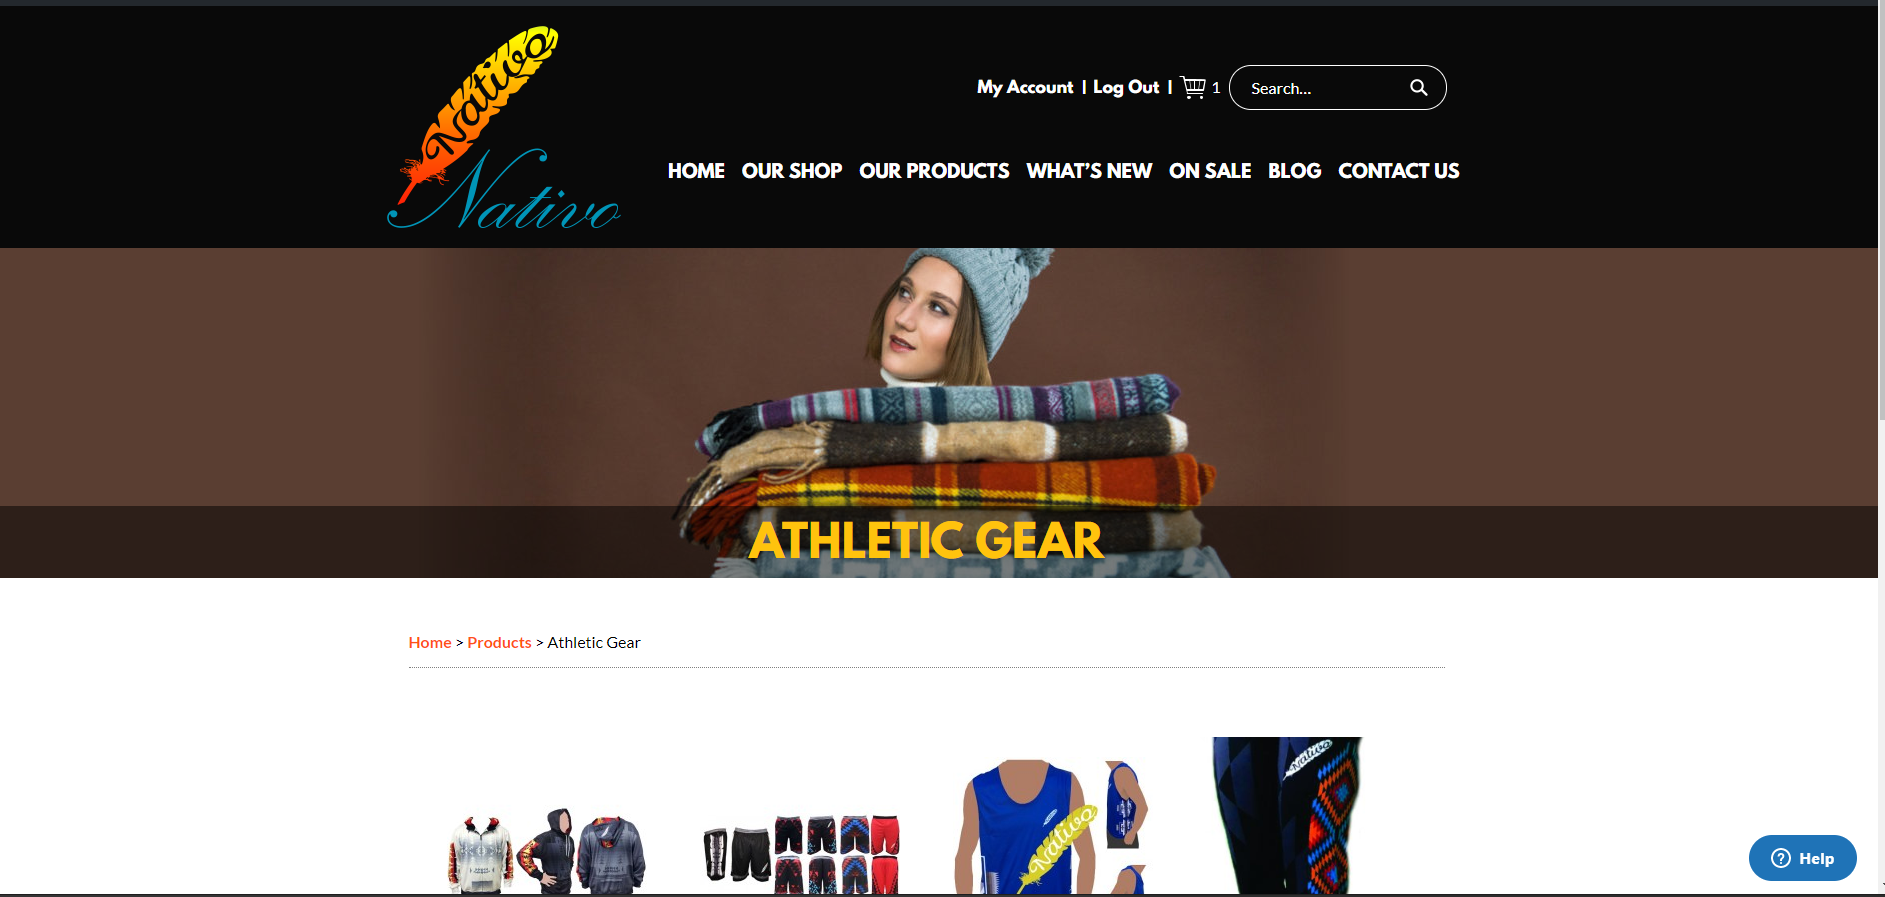 Nativo
Nativo
My Account | Log Out | 1 Search...
HOME OUR SHOP OUR PRODUCTS WHAT'S NEW ON SALE BLOG CONTACT US
ATHLETIC GEAR
Home > Products > Athletic Gear
Nativo
Nativo
Help